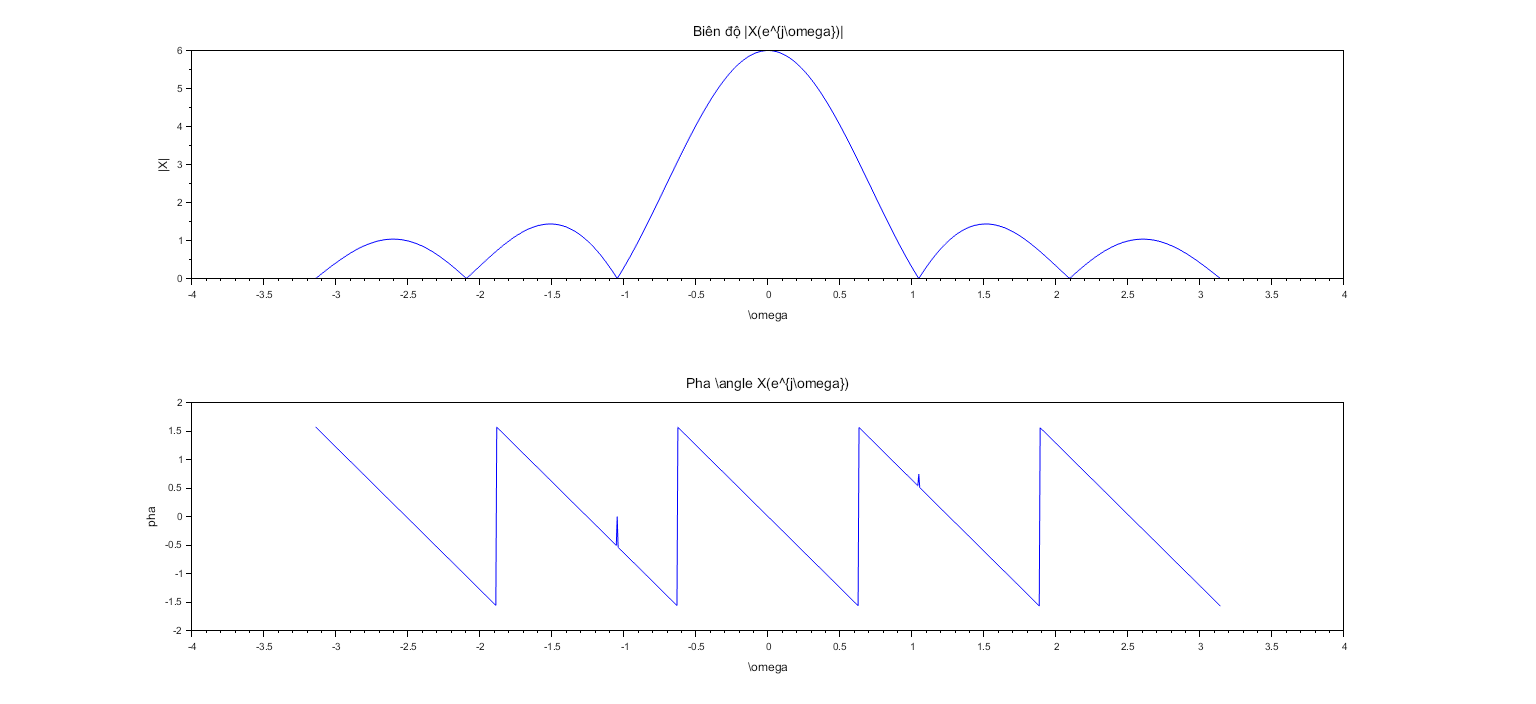 Biên độ |X(e^{j\omega})|
6
5
4
3
2
1
0
|X|
-4 -3.5 -3 -2.5 -2 -1.5 -1 -0.5 0 0.5 1 1.5 2 2.5 3 3.5 4
\omega
Pha \angle X(e^{j\omega})
2
1.5
1
0.5
0
-0.5
-1
-1.5
-2
pha
-4 -3.5 -3 -2.5 -2 -1.5 -1 -0.5 0 0.5 1 1.5 2 2.5 3 3.5 4
\omega